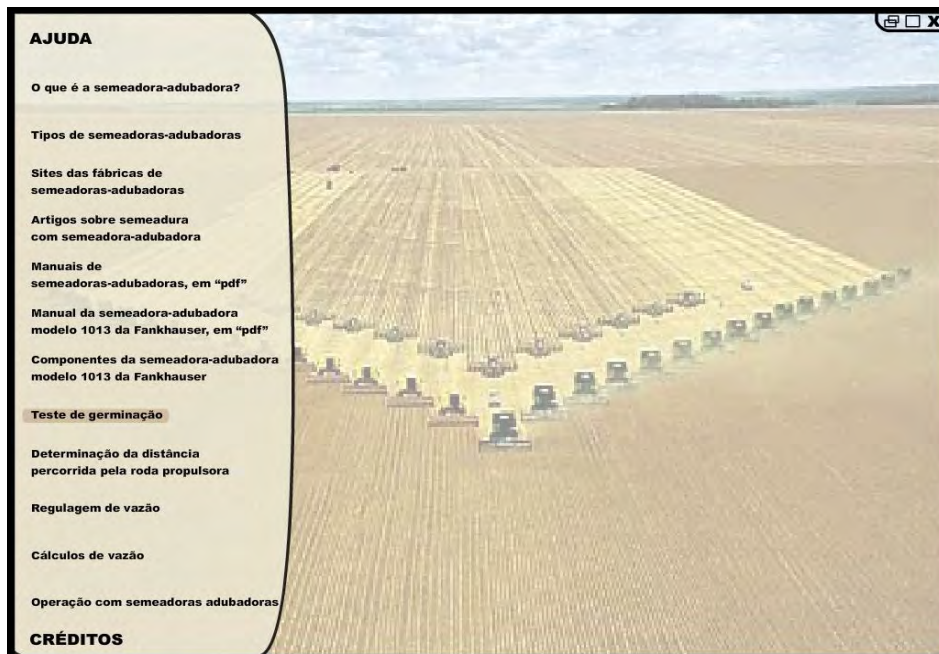 AJUDA
O que é a semeadora-adubadora?
Tipos de semeadoras-adubadoras
Sites das fábricas de
semeadoras-adubadoras
Artigos sobre semeadura
com semeadora-adubadora
Manuais de
semeadoras-adubadoras, em “pdf”
Manual da semeadora-adubadora
modelo 1013 da Fankhauser, em “pdf”
Componentes da semeadora-adubadora
modelo 1013 da Fankhauser
Teste de germinação
Determinação da distância
percorrida pela roda propulsora
Regulagem de vazão
Cálculos de vazão
Operação com semeadoras adubadoras
CRÉDITOS